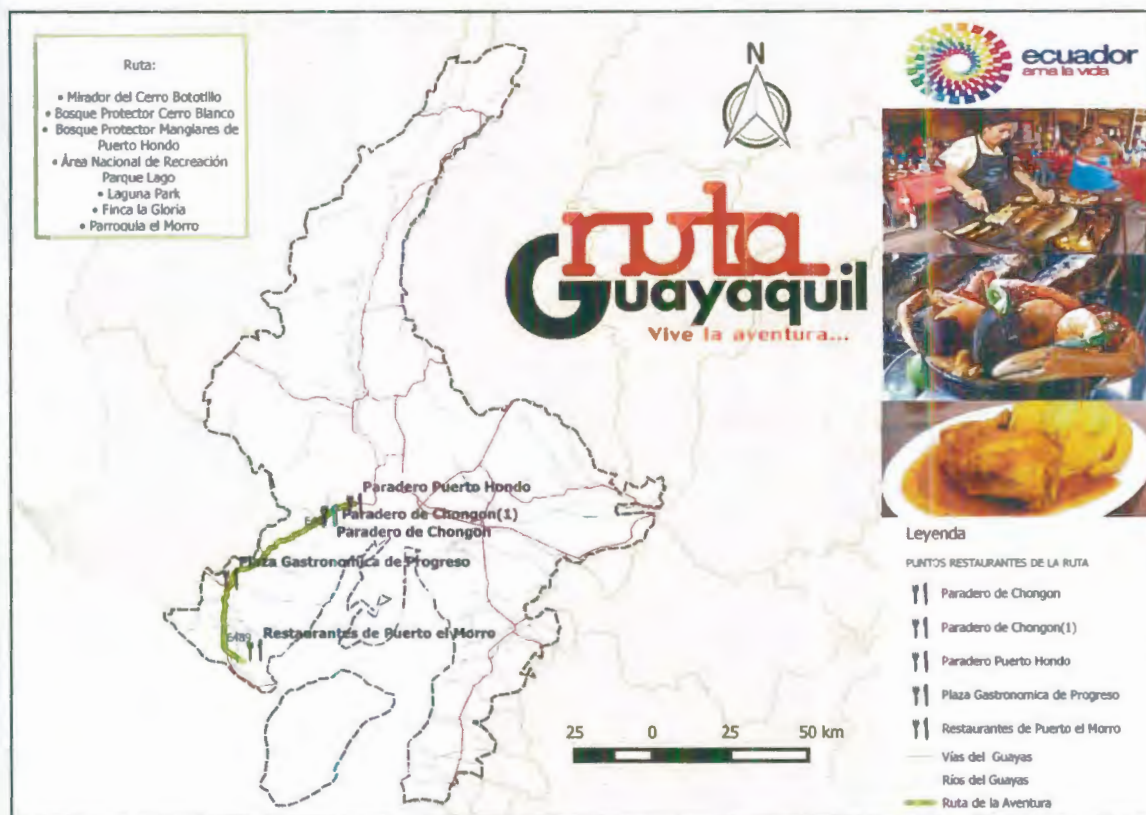 Ruta:
• Mirador del Cerro Bototillo
• Bosque Protector Cerro Blanco
• Bosque Protector Manglares de
Puerto Hondo
• Área Nacional de Recreación
Parque Lago
• Laguna Park
• Finca la Gloria
• Parroquia el Morro
N
ecuador
ama la vida
ruta
Guayaquil
Vive la aventura...
Paradero Puerto Hondo
Paradero de Chongon(1)
Paradero de Chongon
Plaza Gastronomica de Progreso
6489
Restaurantes de Puerto el Morro
25 0 25 50 km
Leyenda
PUNTOS RESTAURANTES DE LA RUTA
Paradero de Chongon
Paradero de Chongon(1)
Paradero Puerto Hondo
Plaza Gastronomica de Progreso
Restaurantes de Puerto el Morro
Vías del Guayas
Ríos del Guayas
Ruta de la Aventura